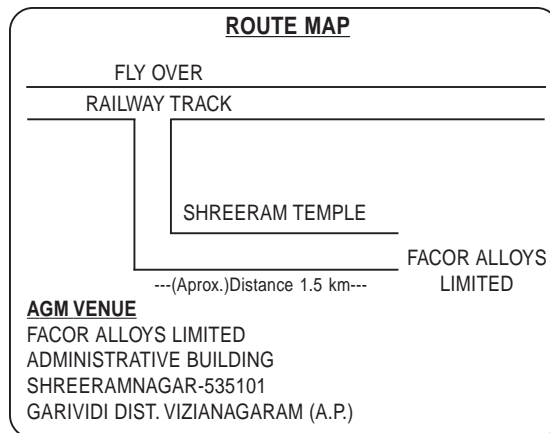 ROUTE MAP
FLY OVER
RAILWAY TRACK
SHREERAM TEMPLE
FACOR ALLOYS
LIMITED
---(Aprox.)Distance 1.5 km---
AGM VENUE
FACOR ALLOYS LIMITED
ADMINISTRATIVE BUILDING
SHREERAMNAGAR-535101
GARIVIDI DIST. VIZIANAGARAM (A.P.)